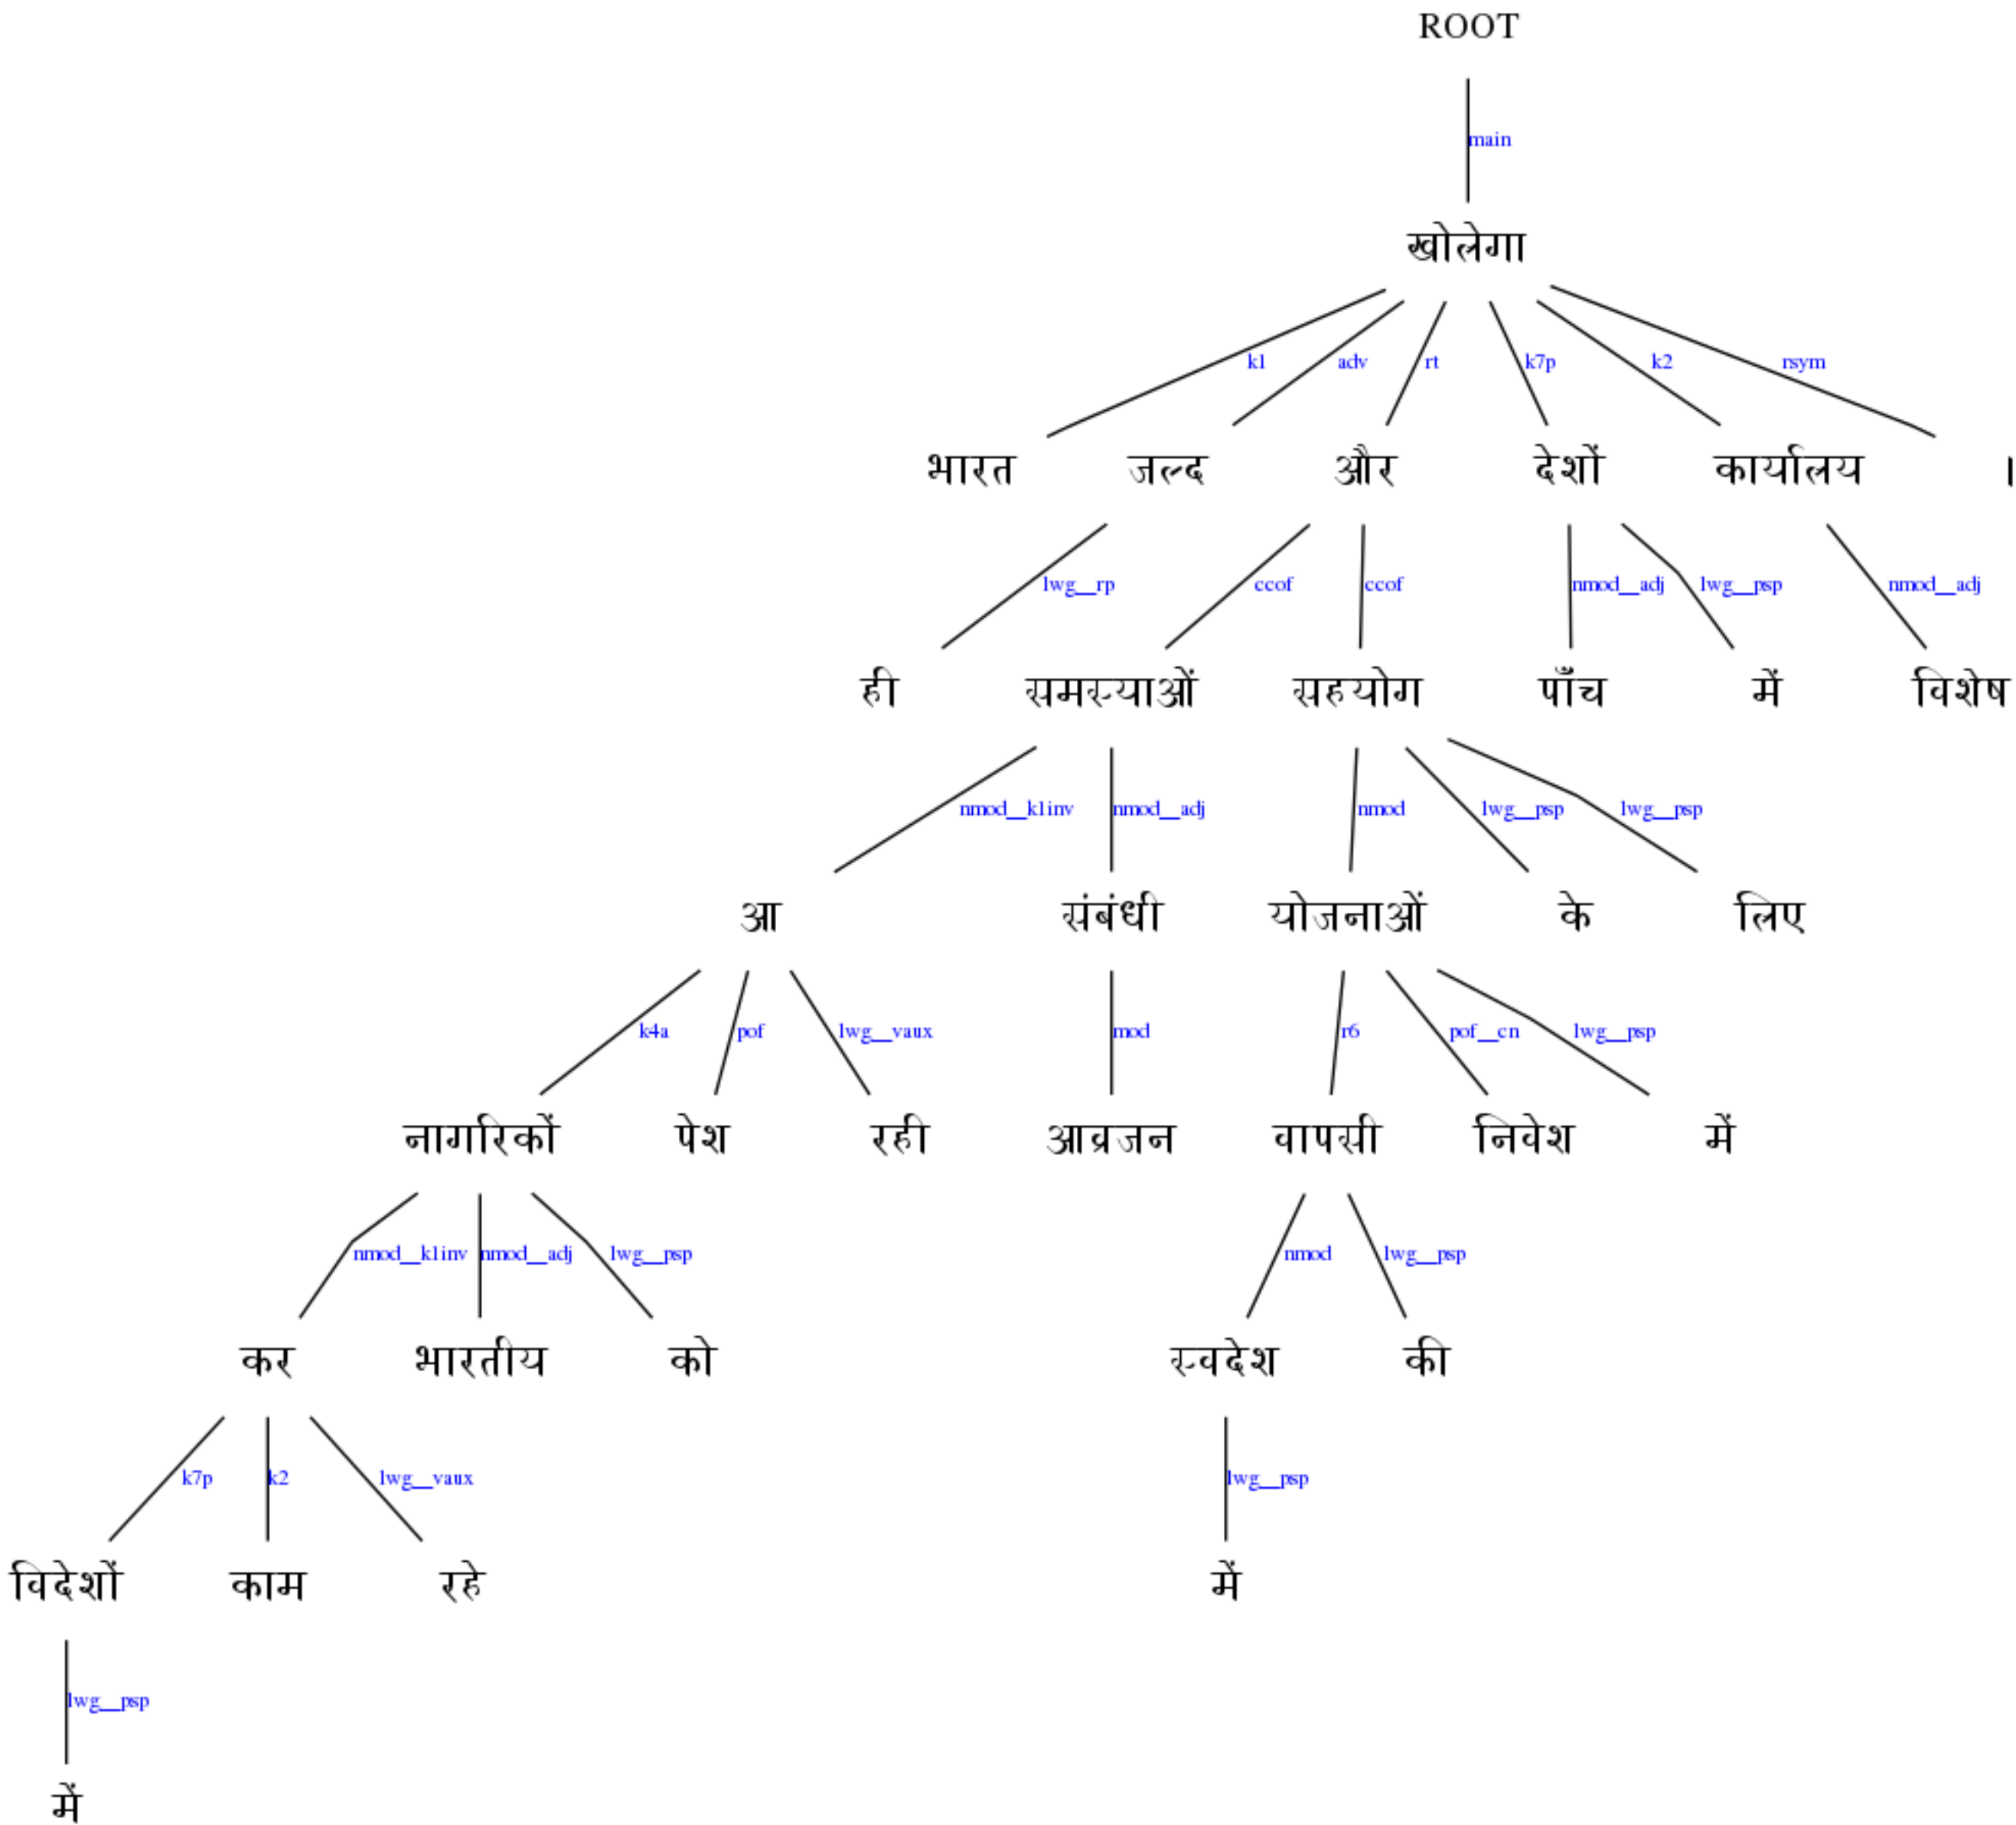 ROOT
main
खोलेगा
k1 adv rt k7p k2 rsym
भारत जल्द और देशों कार्यालय ।
lwg__rp ccof ccof nmod__adj lwg__psp nmod__adj
ही समस्याओं सहयोग पाँच में विशेष
nmod__k1inv nmod__adj nmod lwg__psp lwg__psp
आ संबंधी योजनाओं के लिए
k4a pof lwg__vaux mod r6 pof__cn lwg__psp
नागरिकों पेश रही आव्रजन वापसी निवेश में
nmod__k1inv nmod__adj lwg__psp nmod lwg__psp
कर भारतीय को स्वदेश की
k7p k2 lwg__vaux lwg__psp
विदेशों काम रहे में
lwg__psp
में